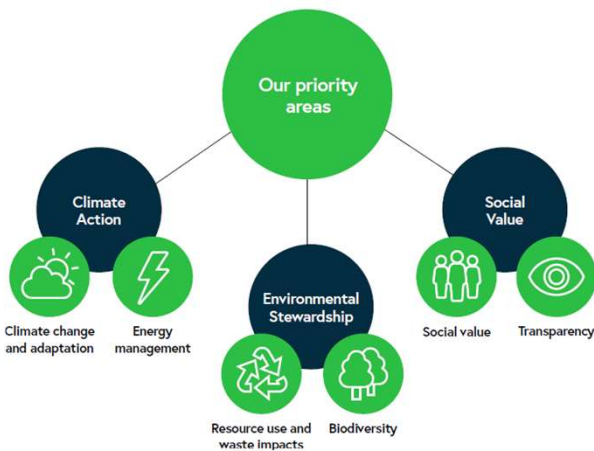 Our priority
areas
Climate
Action
Climate change
and adaptation
Energy
management
Environmental
Stewardship
Resource use and
waste impacts
Biodiversity
Social
Value
Social value
Transparency